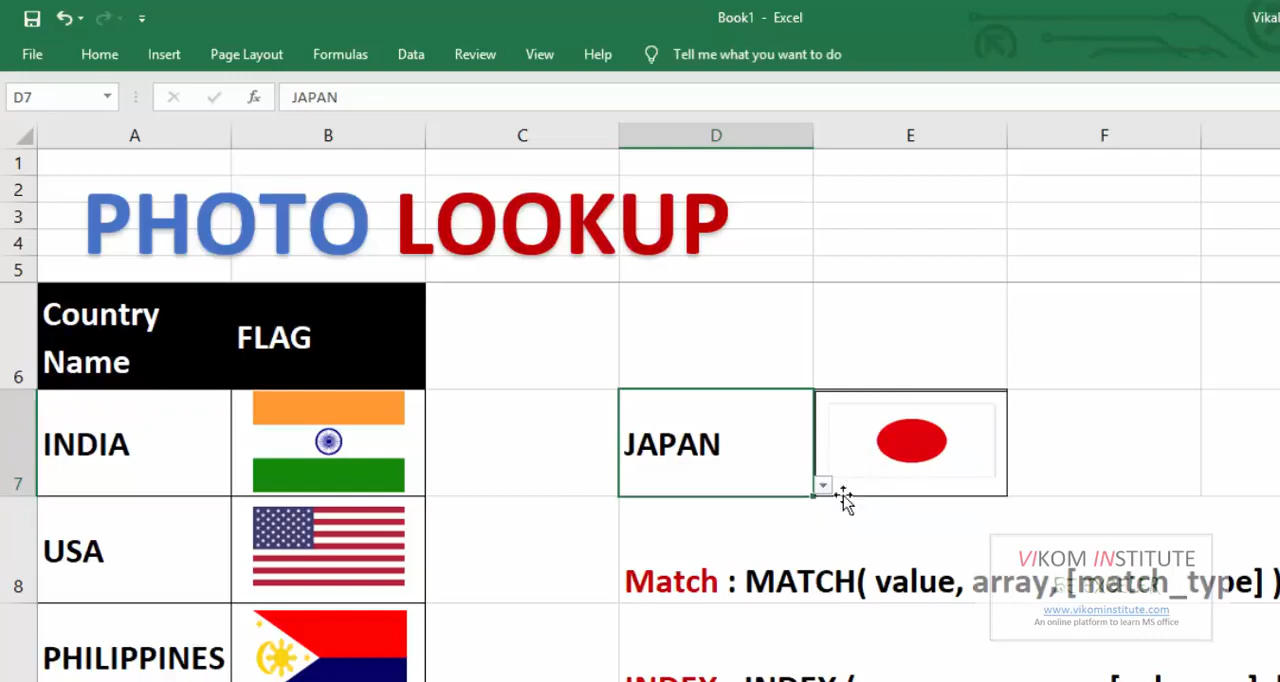 Book1 - Excel
Vikal
File Home Insert Page Layout Formulas Data Review View Help Tell me what you want to do
D7 fx JAPAN
A B C D E F
1
2
3
4
5
PHOTO LOOKUP
6
Country Name
FLAG
7
INDIA
JAPAN
8
USA
Match : MATCH( value, array, [match_type] )
VIKOM INSTITUTE
www.vikominstitute.com
An online platform to learn MS office
PHILIPPINES